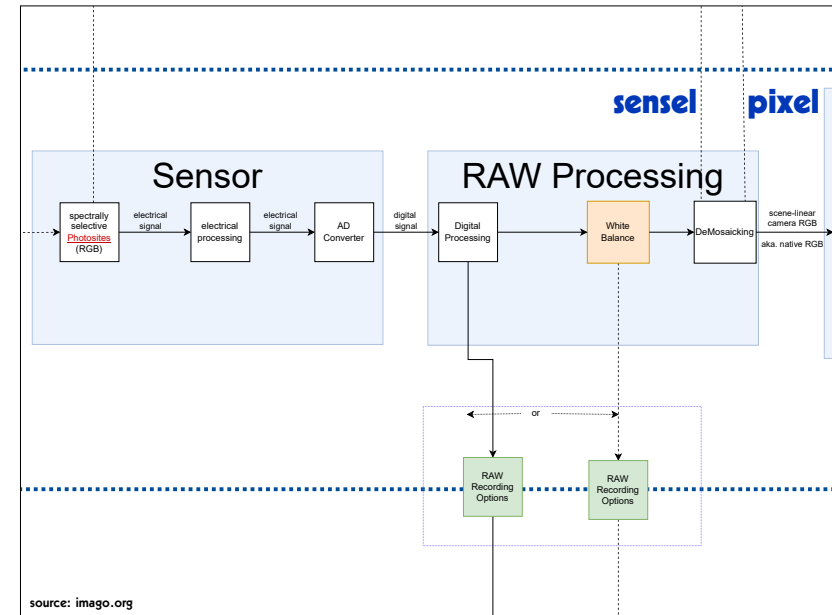 sensel
pixel
Sensor
RAW Processing
spectrally
selective
Photosites
(RGB)
electrical
signal
electrical
processing
electrical
signal
AD
Converter
digital
signal
Digital
Processing
White
Balance
DeMosaicking
scene-linear
camera RGB
aka. native RGB
or
RAW
Recording
Options
RAW
Recording
Options
source: imago.org